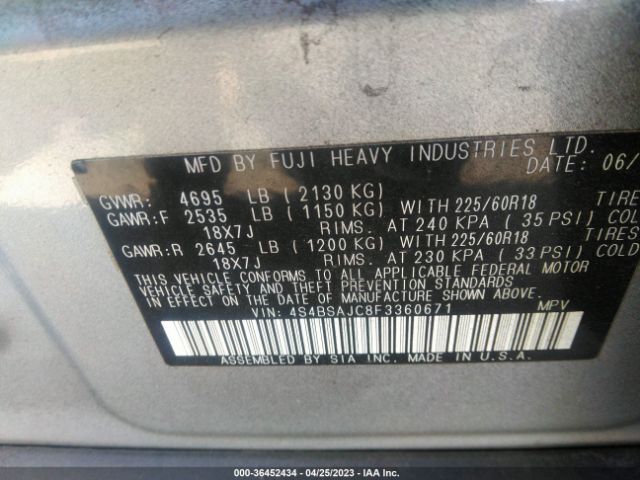 MFD BY FUJI HEAVY INDUSTRIES LTD.
DATE: 06/
GVWR: 4695 LB ( 2130 KG)
GAWR:F 2535 LB ( 1150 KG) WITH 225/60R18 TIRE
18X7J RIMS. AT 240 KPA ( 35 PSI) COL
GAWR:R 2645 LB ( 1200 KG) WITH 225/60R18 TIRES
18X7J RIMS. AT 230 KPA ( 33 PSI) COLD
THIS VEHICLE CONFORMS TO ALL APPLICABLE FEDERAL MOTOR
VEHICLE SAFETY STANDARDS
IN EFFECT ON THE DATE OF MANUFACTURE SHOWN ABOVE.
VIN: 4S4BSAJC8F3360671 MPV
ASSEMBLED BY SIA INC. MADE IN U.S.A.
000-36452434 - 04/25/2023 - IAA Inc.